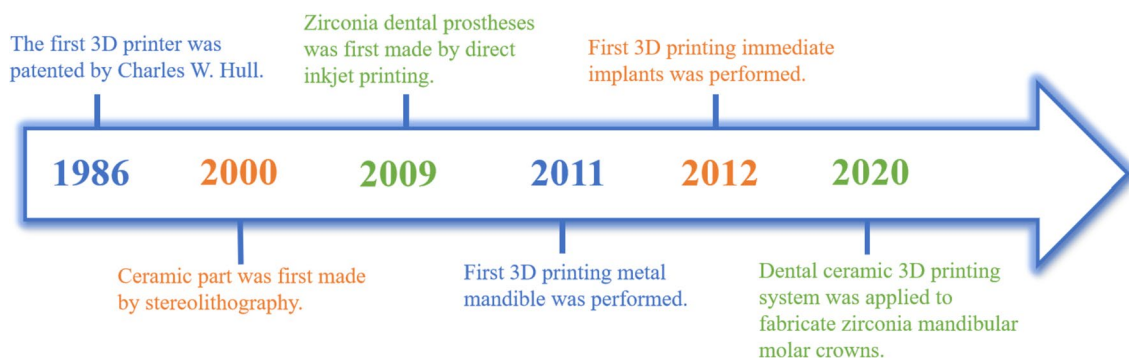 The first 3D printer was
patented by Charles W. Hull.
Zirconia dental prostheses
was first made by direct
inkjet printing.
First 3D printing immediate
implants was performed.
1986
2000
2009
2011
2012
2020
Ceramic part was first made
by stereolithography.
First 3D printing metal
mandible was performed.
Dental ceramic 3D printing
system was applied to
fabricate zirconia mandibular
molar crowns.